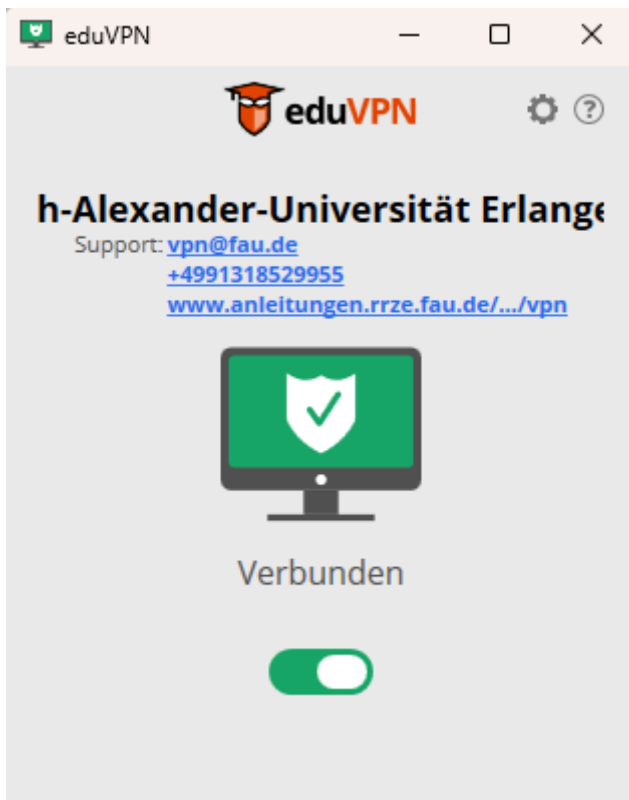 eduVPN
eduVPN
h-Alexander-Universität Erlange
Support: vpn@fau.de
+4991318529955
www.anleitungen.rrze.fau.de/.../vpn
Verbunden